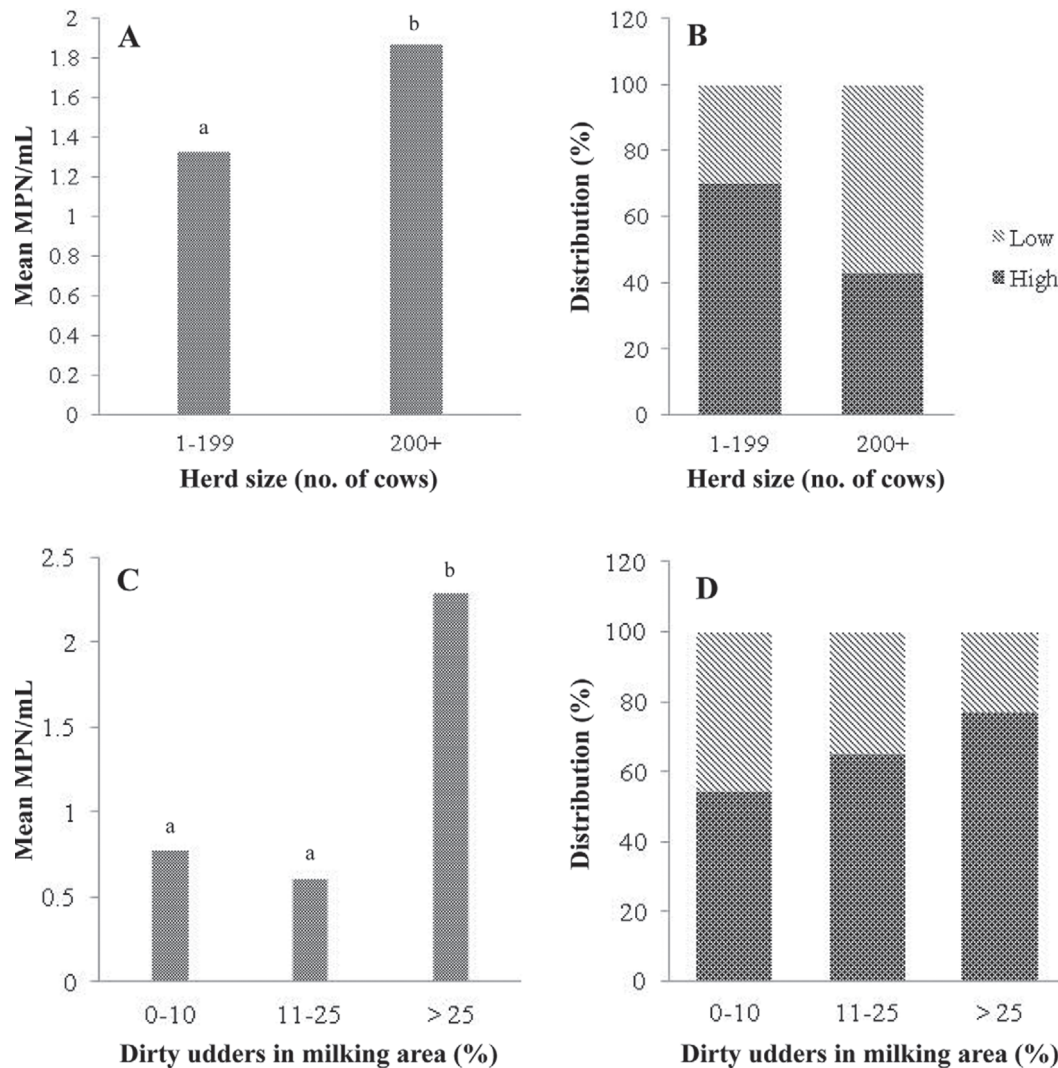 A
Mean MPN/mL
2
1.8
1.6
1.4
1.2
1
0.8
0.6
0.4
0.2
0
a
b
1-199
200+
Herd size (no. of cows)
B
Distribution (%)
120
100
80
60
40
20
0
1-199
200+
Herd size (no. of cows)
Low
High
C
Mean MPN/mL
2.5
2
1.5
1
0.5
0
a
a
b
0-10
11-25
> 25
Dirty udders in milking area (%)
D
Distribution (%)
120
100
80
60
40
20
0
0-10
11-25
> 25
Dirty udders in milking area (%)